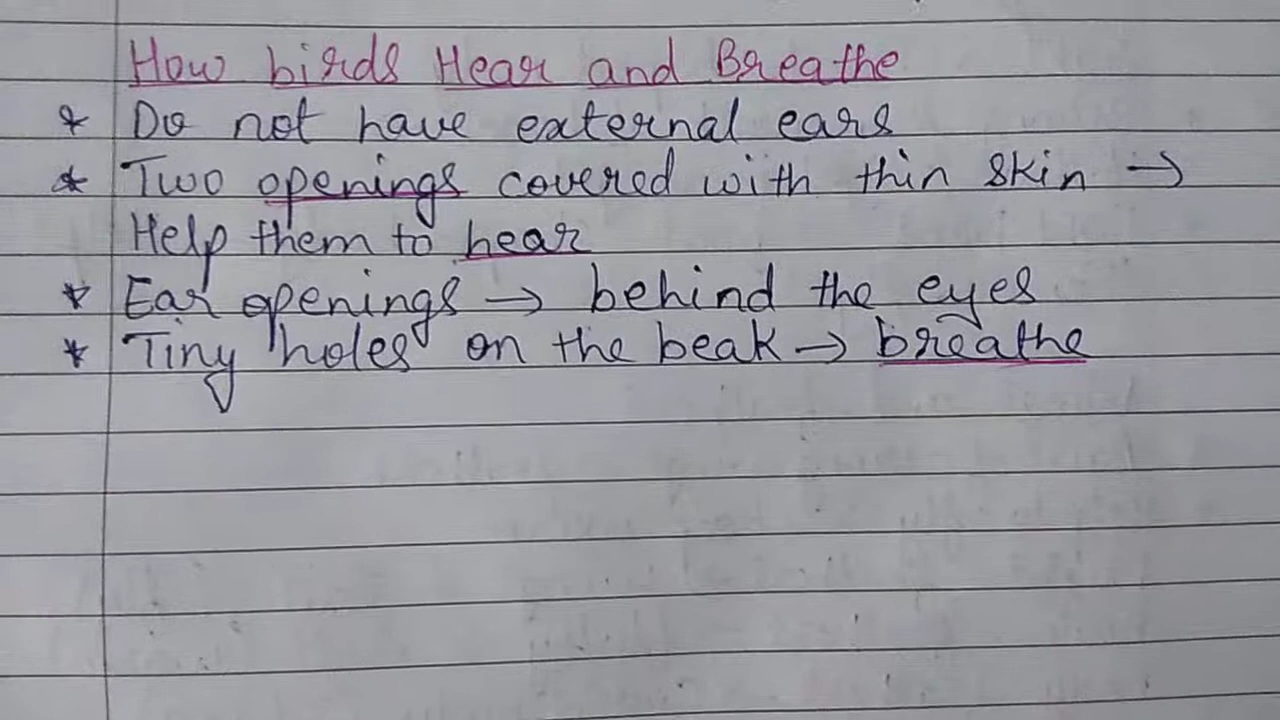 How birds Hear and Breathe
* Do not have external ears
* Two openings covered with thin skin →
Help them to hear
* Ear openings → behind the eyes
* Tiny holes on the beak → breathe